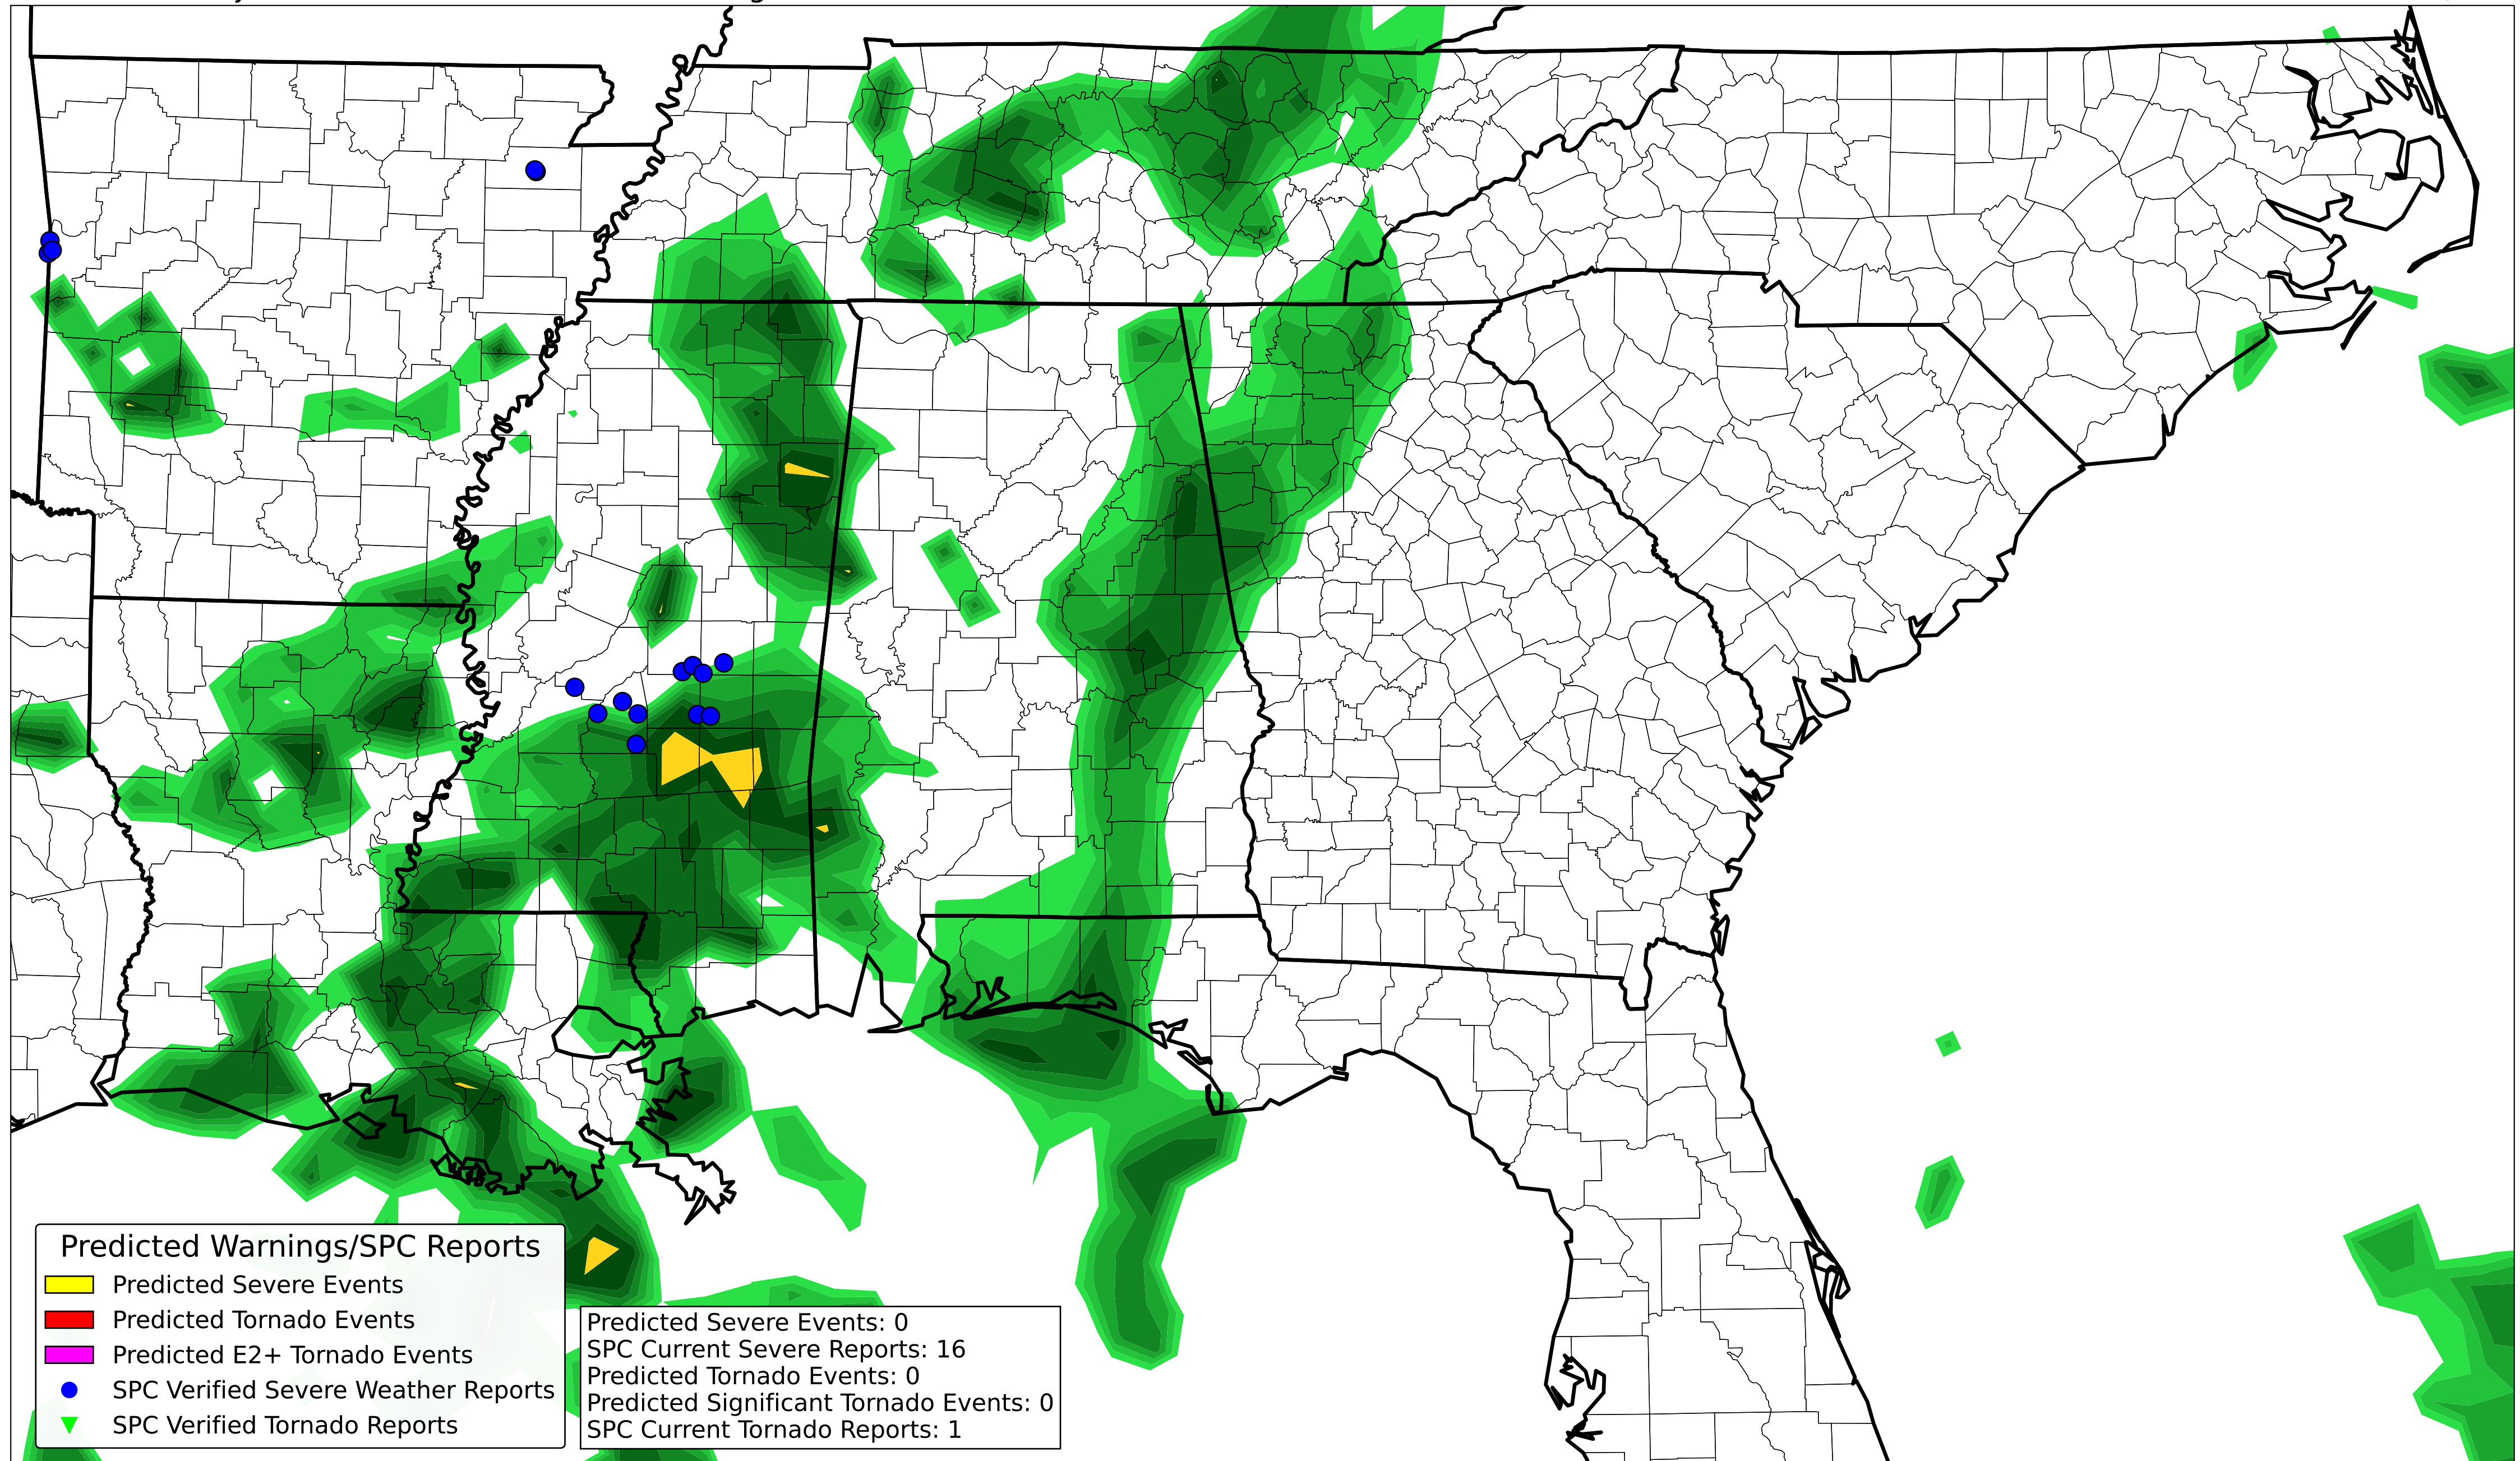 Predicted Warnings/SPC Reports
Predicted Severe Events
Predicted Tornado Events
Predicted E2+ Tornado Events
SPC Verified Severe Weather Reports
SPC Verified Tornado Reports
Predicted Severe Events: 0
SPC Current Severe Reports: 16
Predicted Tornado Events: 0
Predicted Significant Tornado Events: 0
SPC Current Tornado Reports: 1